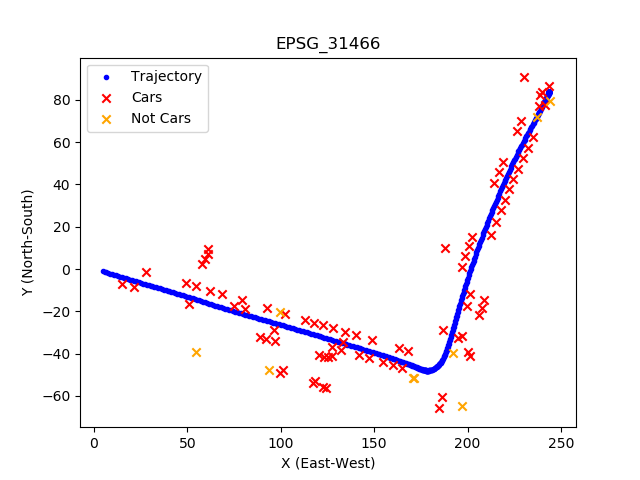 EPSG_31466
Trajectory
Cars
Not Cars
Y (North-South)
80
60
40
20
0
−20
−40
−60
0 50 100 150 200 250
X (East-West)